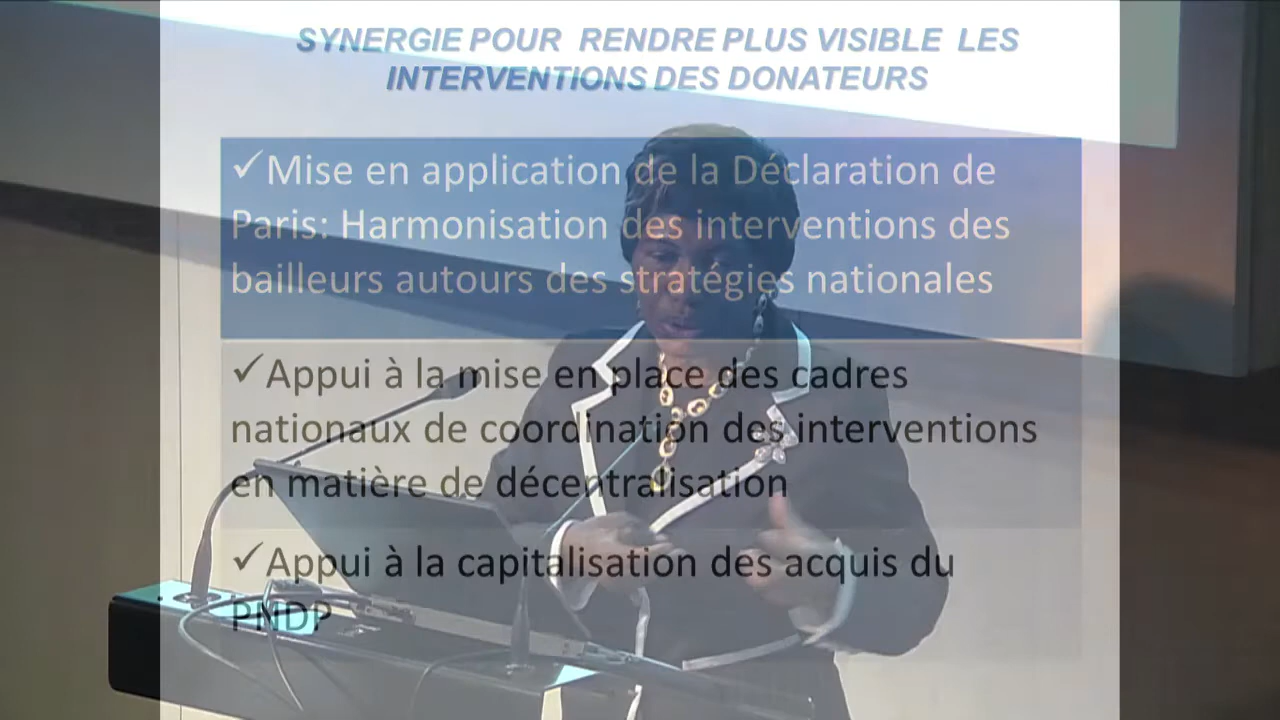 SYNERGIE POUR RENDRE PLUS VISIBLE LES
INTERVENTIONS DES DONATEURS
✓Mise en application de la Déclaration de
Paris: Harmonisation des interventions des
bailleurs autours des stratégies nationales
✓Appui à la mise en place des cadres
nationaux de coordination des interventions
en matière de décentralisation
✓Appui à la capitalisation des acquis du
PNDP